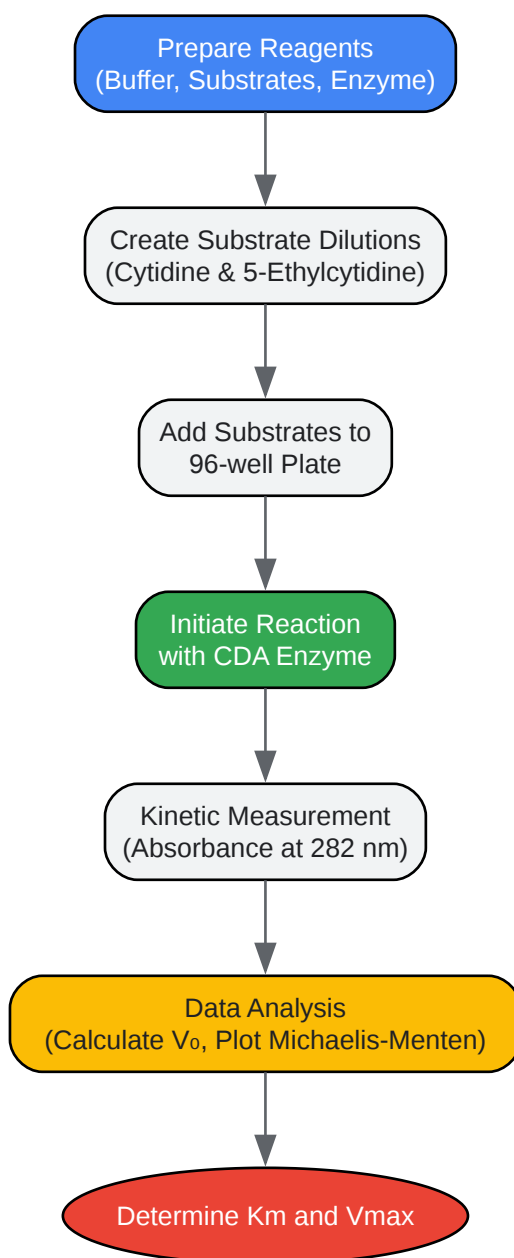 Prepare Reagents
(Buffer, Substrates, Enzyme)
Create Substrate Dilutions
(Cytidine & 5-Ethylcytidine)
Add Substrates to
96-well Plate
Initiate Reaction
with CDA Enzyme
Kinetic Measurement
(Absorbance at 282 nm)
Data Analysis
(Calculate V₀, Plot Michaelis-Menten)
Determine Km and Vmax